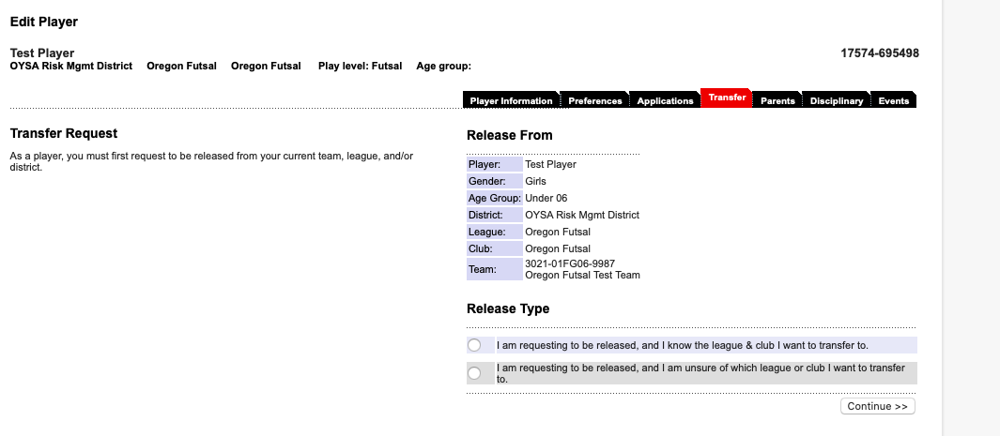 Edit Player
Test Player 17574-695498
OYSA Risk Mgmt District Oregon Futsal Oregon Futsal Play level: Futsal Age group:
Player Information Preferences Applications Transfer Parents Disciplinary Events
Transfer Request
As a player, you must first request to be released from your current team, league, and/or
district.
Release From
Player: Test Player
Gender: Girls
Age Group: Under 06
District: OYSA Risk Mgmt District
League: Oregon Futsal
Club: Oregon Futsal
Team: 3021-01FG06-9987
Oregon Futsal Test Team
Release Type
I am requesting to be released, and I know the league & club I want to transfer to.
I am requesting to be released, and I am unsure of which league or club I want to transfer
to.
Continue >>